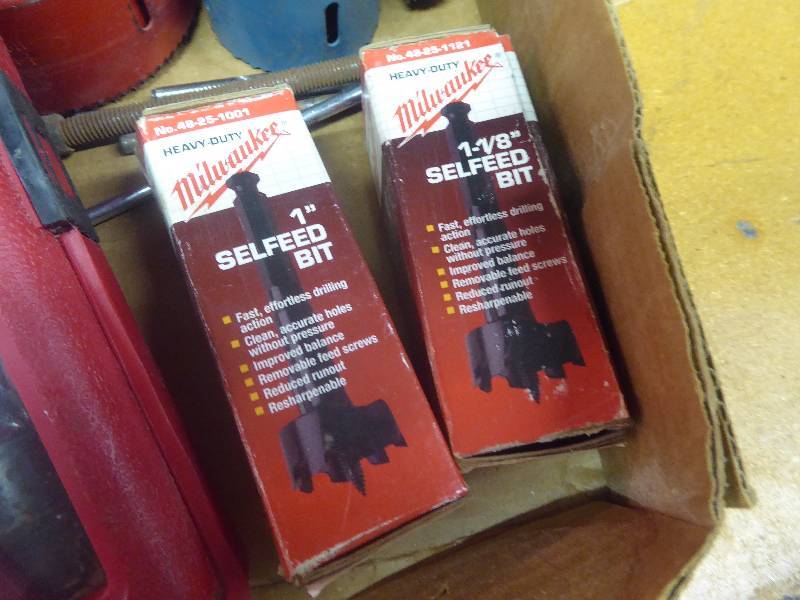 No. 48-25-1001
HEAVY-DUTY
Milwaukee
1"
SELFEED
BIT
Fast, effortless drilling
action
Clean, accurate holes
without pressure
Improved balance
Removable feed screws
Reduced runout
Resharpenable
No. 48-25-1121
HEAVY-DUTY
Milwaukee
1-1/8"
SELFEED
BIT
Fast, effortless drilling
action
Clean, accurate holes
without pressure
Improved balance
Removable feed screws
Reduced runout
Resharpenable